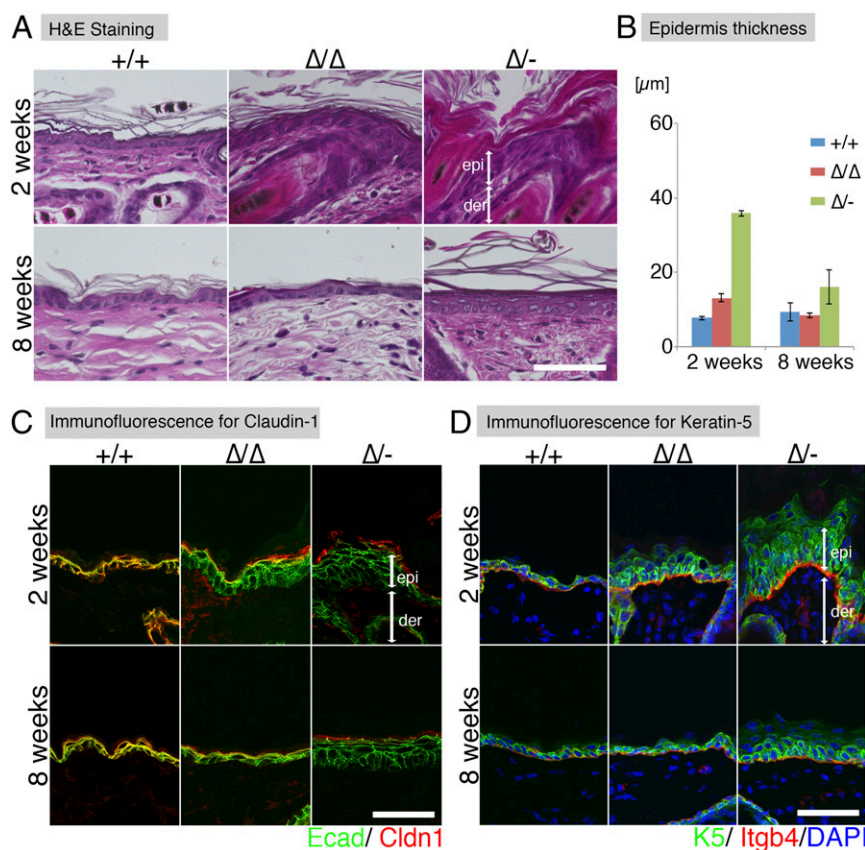 A
H&E Staining
+/+
Δ/Δ
Δ/-
2 weeks
epi
der
8 weeks
B
Epidermis thickness
[μm]
60
40
20
0
+/+
Δ/Δ
Δ/-
2 weeks
8 weeks
C
Immunofluorescence for Claudin-1
+/+
Δ/Δ
Δ/-
2 weeks
epi
der
8 weeks
Ecad/ Cldn1
D
Immunofluorescence for Keratin-5
+/+
Δ/Δ
Δ/-
2 weeks
epi
der
8 weeks
K5/ Itgb4/DAPI